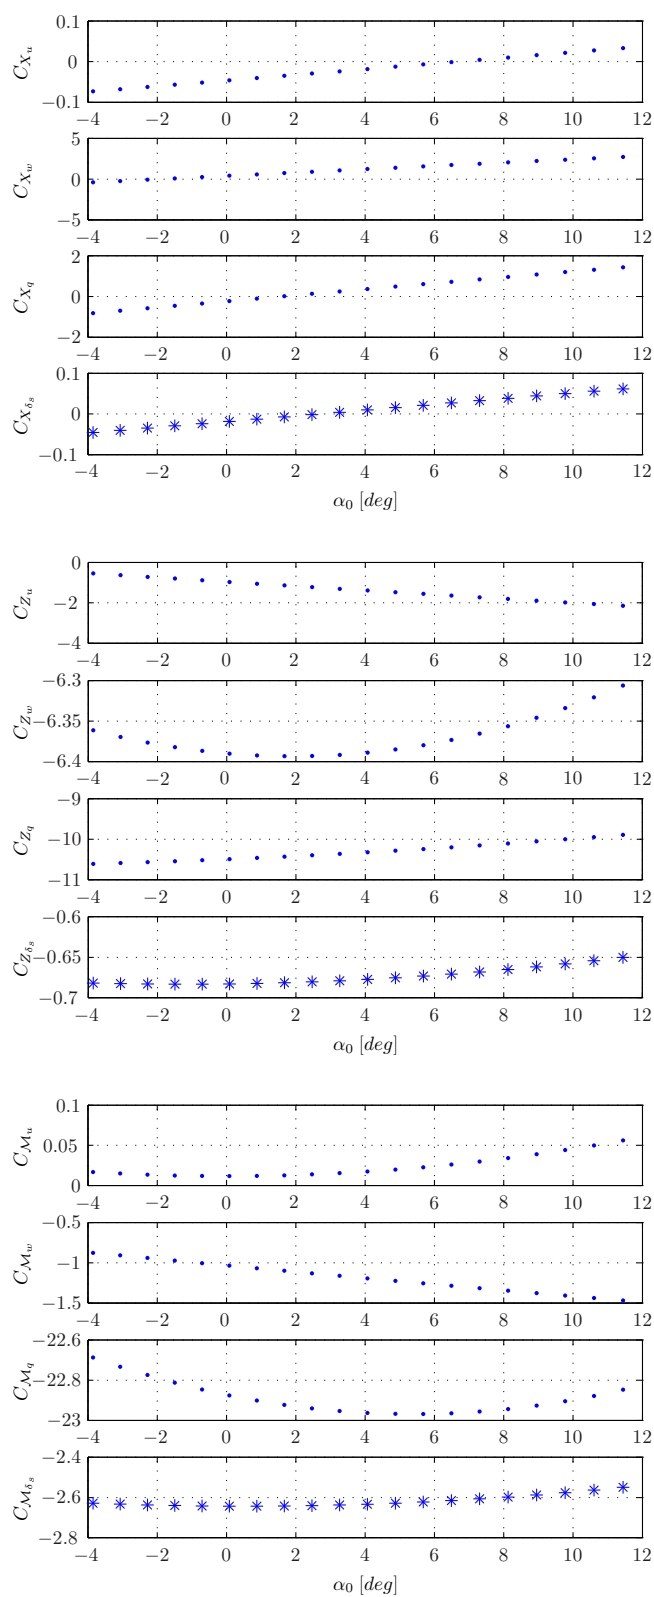 0.1
0
−0.1
C_{X_u}
−4 −2 0 2 4 6 8 10 12
5
0
−5
C_{X_w}
−4 −2 0 2 4 6 8 10 12
2
0
−2
C_{X_q}
−4 −2 0 2 4 6 8 10 12
0.1
0
−0.1
C_{X_{δ_s}}
−4 −2 0 2 4 6 8 10 12
α_0 [deg]
0
−2
−4
C_{Z_u}
−4 −2 0 2 4 6 8 10 12
−6.3
−6.35
−6.4
C_{Z_w}
−4 −2 0 2 4 6 8 10 12
−9
−10
−11
C_{Z_q}
−4 −2 0 2 4 6 8 10 12
−0.6
−0.65
−0.7
C_{Z_{δ_s}}
−4 −2 0 2 4 6 8 10 12
α_0 [deg]
0.1
0.05
0
C_{ℳ_u}
−4 −2 0 2 4 6 8 10 12
−0.5
−1
−1.5
C_{ℳ_w}
−4 −2 0 2 4 6 8 10 12
−22.6
−22.8
−23
C_{ℳ_q}
−4 −2 0 2 4 6 8 10 12
−2.4
−2.6
−2.8
C_{ℳ_{δ_s}}
−4 −2 0 2 4 6 8 10 12
α_0 [deg]